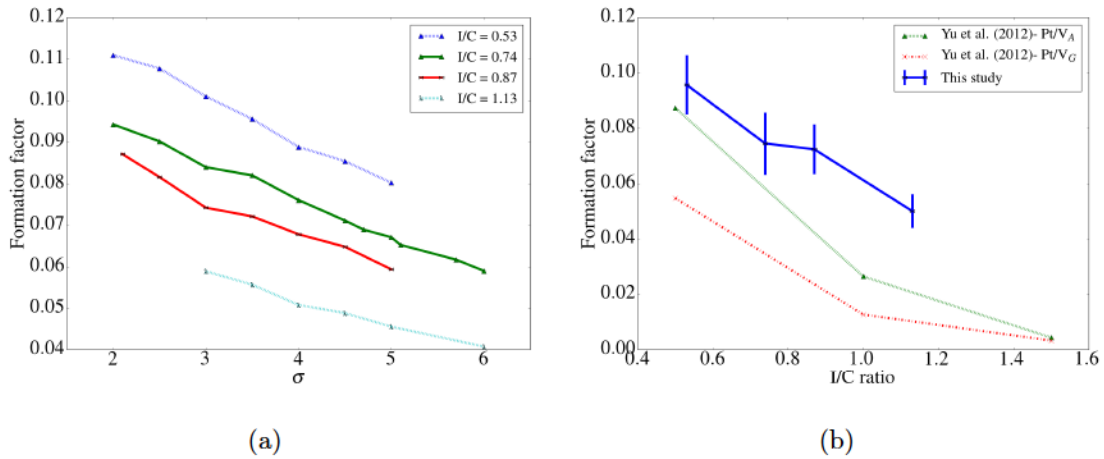 0.12
0.11
0.10
0.09
0.08
0.07
0.06
0.05
0.04
Formation factor
2
3
4
5
6
σ
I/C = 0.53
I/C = 0.74
I/C = 0.87
I/C = 1.13
(a)
0.12
0.10
0.08
0.06
0.04
0.02
0.00
Formation factor
0.4
0.6
0.8
1.0
1.2
1.4
1.6
I/C ratio
Yu et al. (2012)- Pt/V_A
Yu et al. (2012)- Pt/V_G
This study
(b)